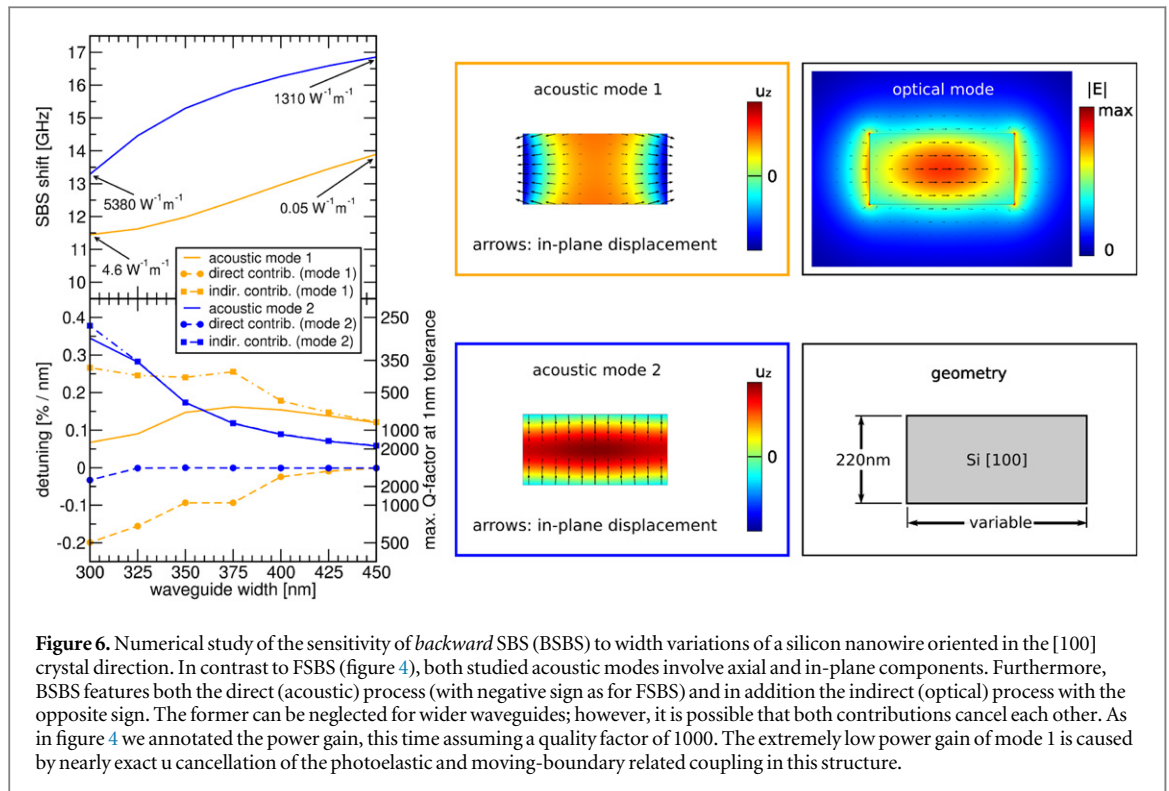 17
16
15
14
13
12
11
10
SBS shift [GHz]
1310 W⁻¹m⁻¹
5380 W⁻¹m⁻¹
0.05 W⁻¹m⁻¹
4.6 W⁻¹m⁻¹
acoustic mode 1
direct contrib. (mode 1)
indir. contrib. (mode 1)
acoustic mode 2
direct contrib. (mode 2)
indir. contrib. (mode 2)
0.4
0.3
0.2
0.1
0
-0.1
-0.2
detuning [% / nm]
250
350
500
1000
2000
2000
1000
500
max. Q-factor at 1nm tolerance
300 325 350 375 400 425 450
waveguide width [nm]
acoustic mode 1
uz
0
arrows: in-plane displacement
optical mode
|E|
max
0
acoustic mode 2
uz
0
arrows: in-plane displacement
geometry
220nm
Si [100]
variable
Figure 6. Numerical study of the sensitivity of backward SBS (BSBS) to width variations of a silicon nanowire oriented in the [100]
crystal direction. In contrast to FSBS (figure 4), both studied acoustic modes involve axial and in-plane components. Furthermore,
BSBS features both the direct (acoustic) process (with negative sign as for FSBS) and in addition the indirect (optical) process with the
opposite sign. The former can be neglected for wider waveguides; however, it is possible that both contributions cancel each other. As
in figure 4 we annotated the power gain, this time assuming a quality factor of 1000. The extremely low power gain of mode 1 is caused
by nearly exact u cancellation of the photoelastic and moving-boundary related coupling in this structure.